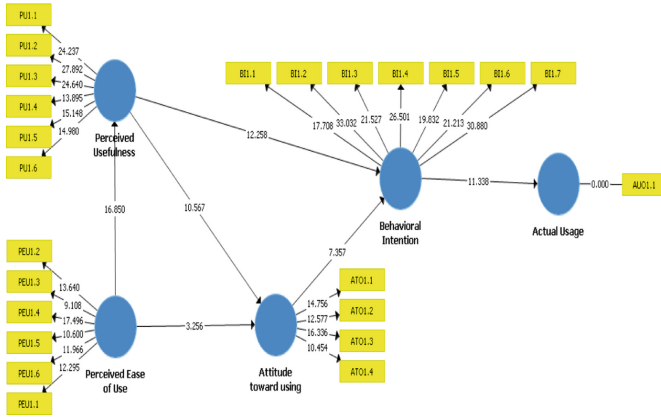 PU1.1
PU1.2
PU1.3
PU1.4
PU1.5
PU1.6
24.237
27.892
24.640
13.895
15.148
14.980
Perceived
Usefulness
BI1.1
BI1.2
BI1.3
BI1.4
BI1.5
BI1.6
BI1.7
17.708
33.032
21.527
26.501
19.832
21.213
30.880
12.258
10.567
16.850
Behavioral
Intention
11.338
Actual Usage
0.000
AUO1.1
7.357
PEU1.2
PEU1.3
PEU1.4
PEU1.5
PEU1.6
PEU1.1
13.640
9.108
17.496
10.600
11.966
12.295
Perceived Ease
of Use
3.256
Attitude
toward using
14.756
12.577
16.336
10.454
ATO1.1
ATO1.2
ATO1.3
ATO1.4